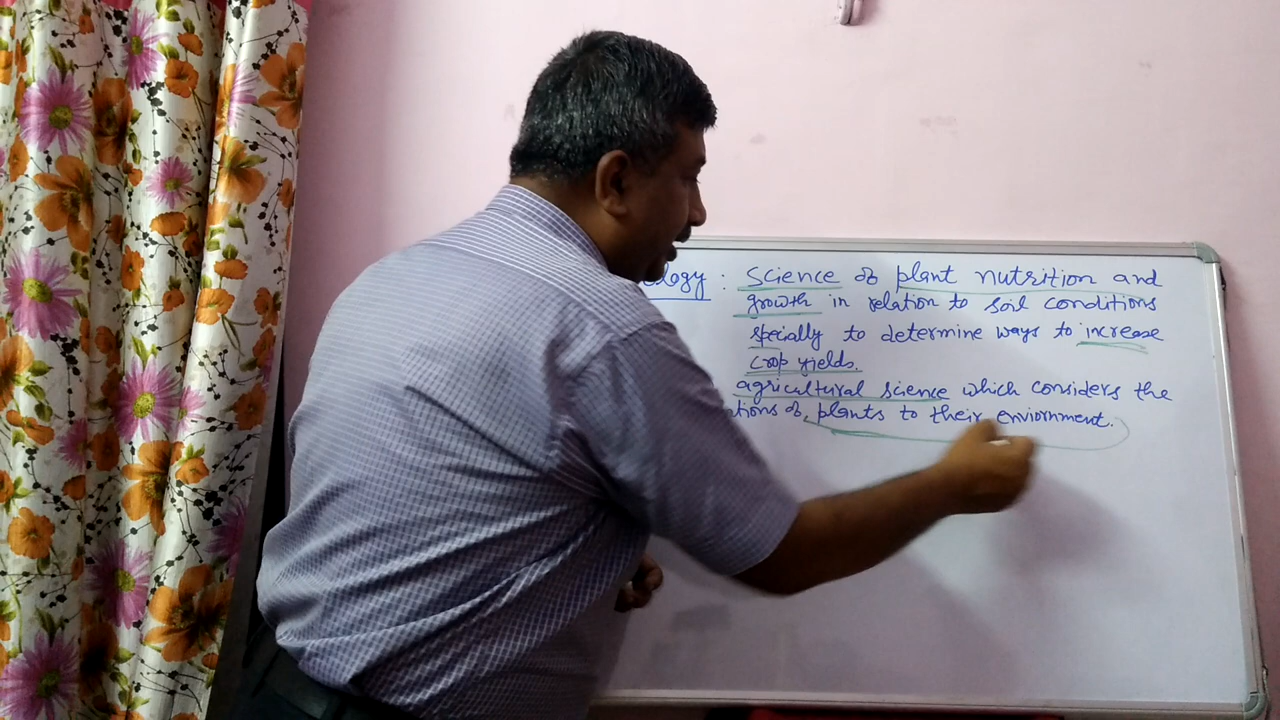 ology : Science of plant nutrition and
growth in relation to soil conditions
specially to determine ways to increase
crop yields.
agricultural science which considers the
tions of plants to their enviornment.